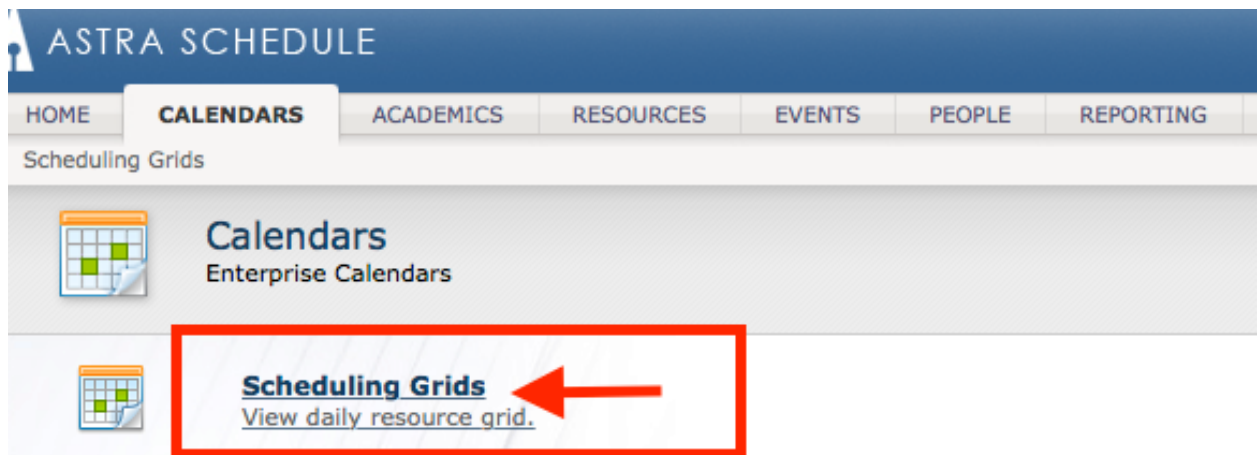 ASTRA SCHEDULE
HOME CALENDARS ACADEMICS RESOURCES EVENTS PEOPLE REPORTING
Scheduling Grids
Calendars
Enterprise Calendars
Scheduling Grids
View daily resource grid.